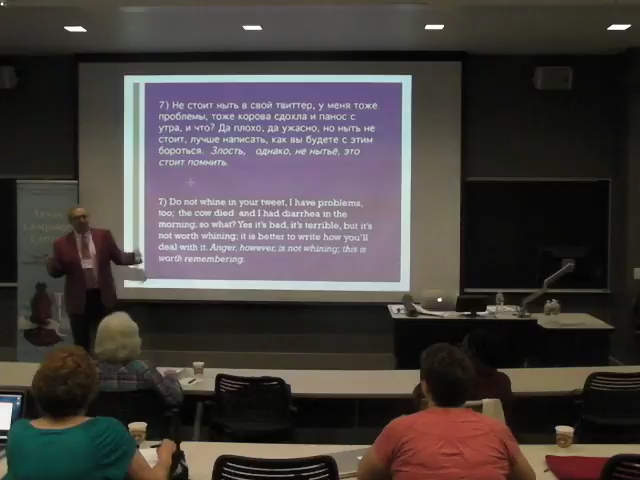 7) Не стоит ныть в свой твиттер, у меня тоже
проблемы, тоже корова сдохла и панос с
утра, и что? Да плохо, да ужасно, но ныть не
стоит, лучше написать, как вы будете с этим
бороться. Злость, однако, не нытьё, это
стоит помнить.
7) Do not whine in your tweet, I have problems,
too; the cow died and I had diarrhea in the
morning, so what? Yes it's bad, it's terrible, but it's
not worth whining; it is better to write how you'll
deal with it. Anger, however, is not whining; this is
worth remembering.
Texas
Language